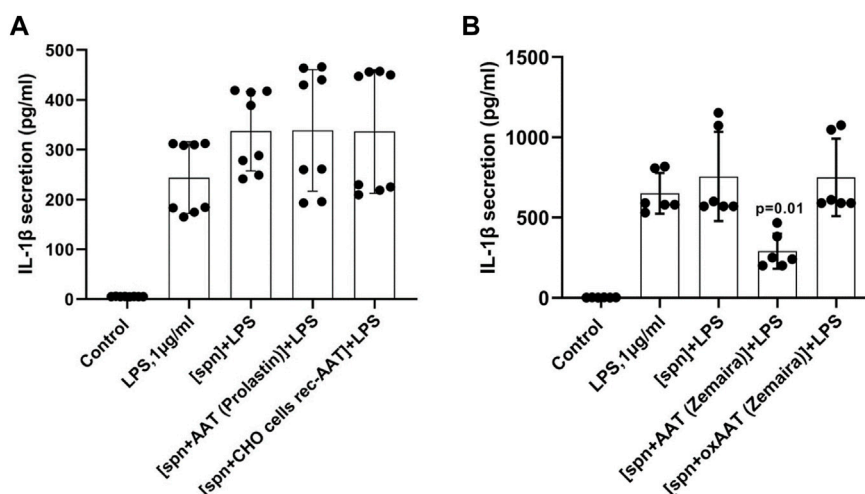 A
IL-1β secretion (pg/ml)
500
400
300
200
100
0
Control
LPS, 1µg/ml
[spn]+LPS
[spn+AAT (Prolastin)]+LPS
[spn+CHO cells rec-AAT]+LPS
B
IL-1β secretion (pg/ml)
1500
1000
500
0
p=0.01
Control
LPS, 1µg/ml
[spn]+LPS
[spn+AAT (Zemaira)]+LPS
[spn+oxAAT (Zemaira)]+LPS